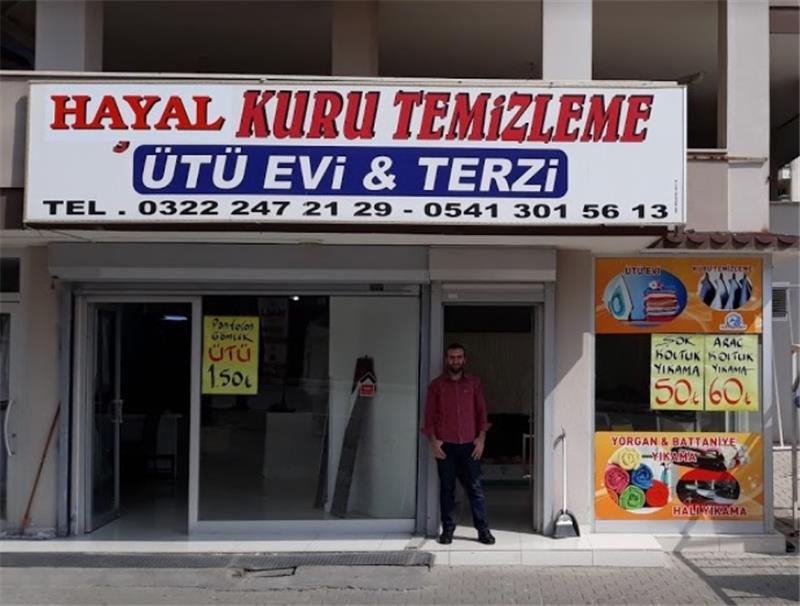 HAYAL KURU TEMİZLEME
ÜTÜ EVİ & TERZİ
TEL . 0322 247 21 29 - 0541 301 56 13
Pantolon
Gömlek
ÜTÜ
1.50₺
ÜTÜ EVİ
KURU TEMİZLEME
ŞOK
KOLTUK
YIKAMA
50₺
ARAÇ
KOLTUK
YIKAMA
60₺
YORGAN & BATTANİYE
YIKAMA
HALI YIKAMA